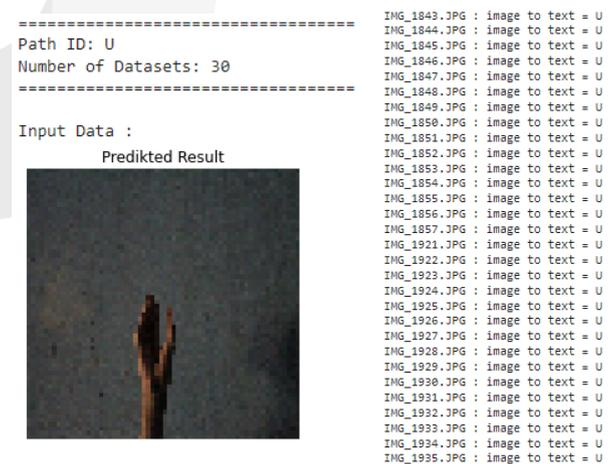 ===================================
Path ID: U
Number of Datasets: 30
===================================
Input Data :
Predikted Result
IMG_1843.JPG : image to text = U
IMG_1844.JPG : image to text = U
IMG_1845.JPG : image to text = U
IMG_1846.JPG : image to text = U
IMG_1847.JPG : image to text = U
IMG_1848.JPG : image to text = U
IMG_1849.JPG : image to text = U
IMG_1850.JPG : image to text = U
IMG_1851.JPG : image to text = U
IMG_1852.JPG : image to text = U
IMG_1853.JPG : image to text = U
IMG_1854.JPG : image to text = U
IMG_1855.JPG : image to text = U
IMG_1856.JPG : image to text = U
IMG_1857.JPG : image to text = U
IMG_1921.JPG : image to text = U
IMG_1922.JPG : image to text = U
IMG_1923.JPG : image to text = U
IMG_1924.JPG : image to text = U
IMG_1925.JPG : image to text = U
IMG_1926.JPG : image to text = U
IMG_1927.JPG : image to text = U
IMG_1928.JPG : image to text = U
IMG_1929.JPG : image to text = U
IMG_1930.JPG : image to text = U
IMG_1931.JPG : image to text = U
IMG_1932.JPG : image to text = U
IMG_1933.JPG : image to text = U
IMG_1934.JPG : image to text = U
IMG_1935.JPG : image to text = U